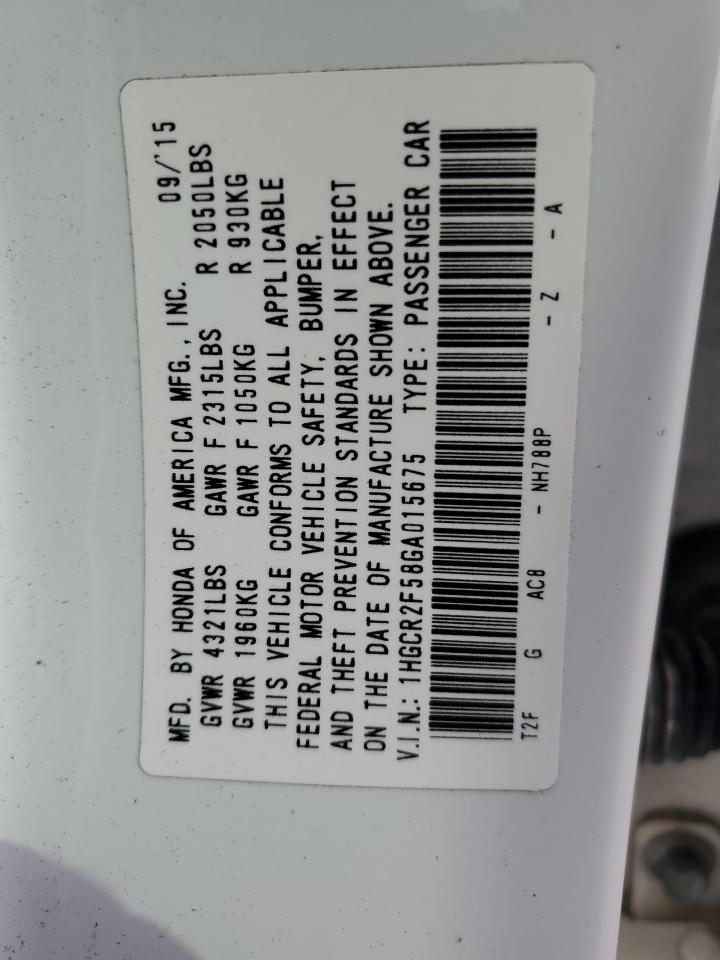 MFD. BY HONDA OF AMERICA MFG., INC. 09/'15
GVWR 4321LBS GAWR F 2315LBS R 2050LBS
GVWR 1960KG GAWR F 1050KG R 930KG
THIS VEHICLE CONFORMS TO ALL APPLICABLE
FEDERAL MOTOR VEHICLE SAFETY, BUMPER,
AND THEFT PREVENTION STANDARDS IN EFFECT
ON THE DATE OF MANUFACTURE SHOWN ABOVE.
V.I.N.: 1HGCR2F58GA015675 TYPE: PASSENGER CAR
T2F G AC8 - NH788P - Z - A